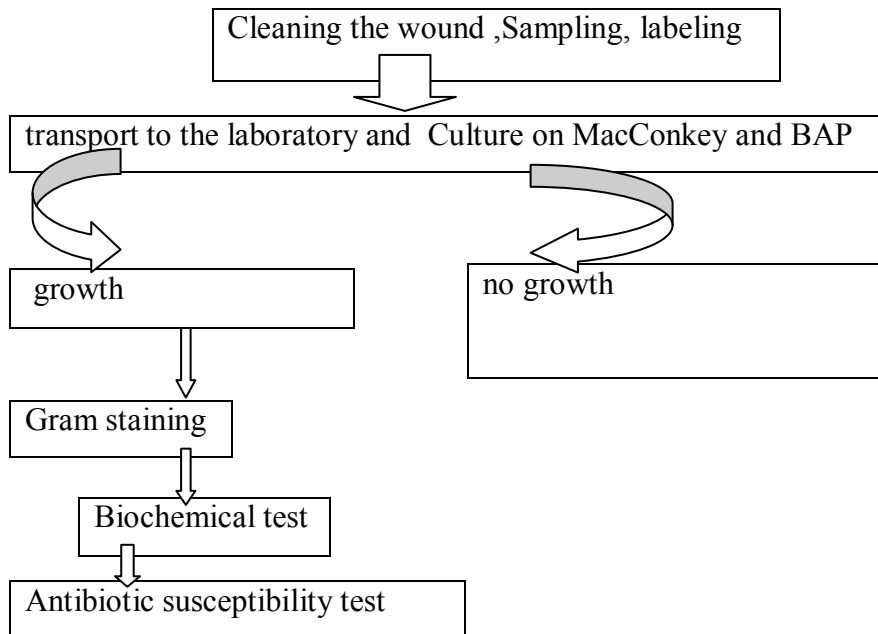 Cleaning the wound ,Sampling, labeling
transport to the laboratory and Culture on MacConkey and BAP
growth
no growth
Gram staining
Biochemical test
Antibiotic susceptibility test